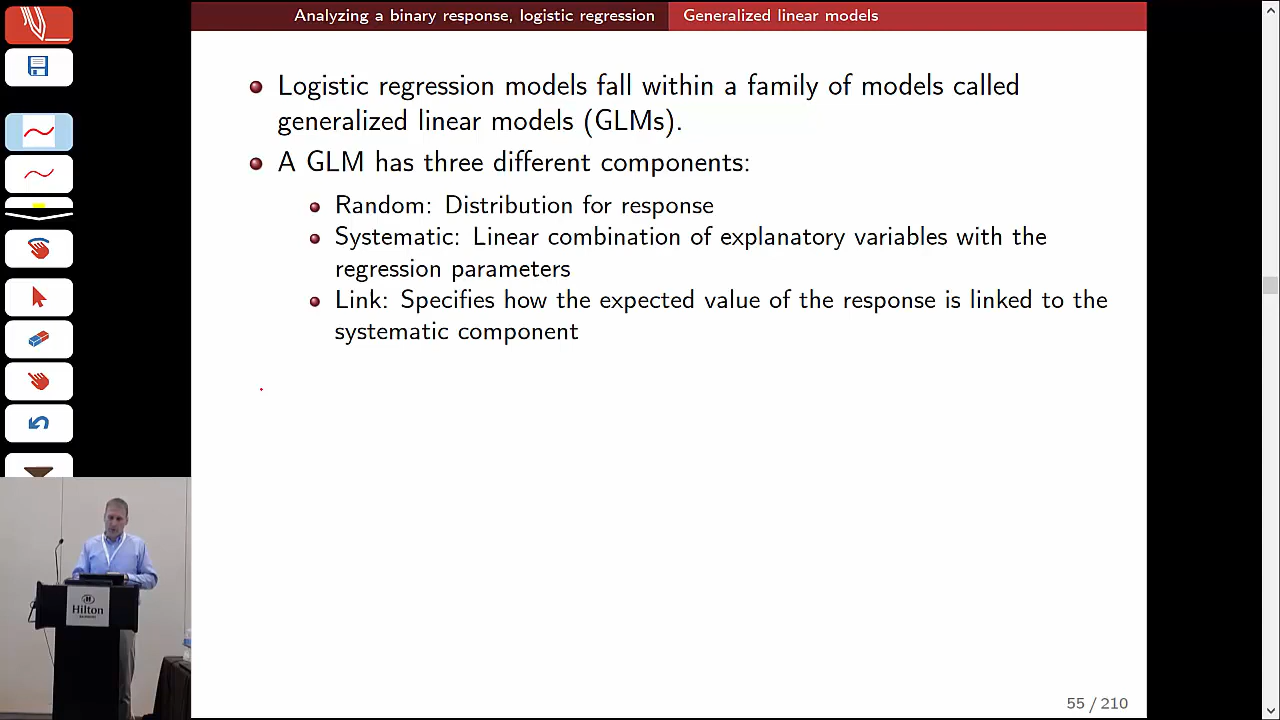 Analyzing a binary response, logistic regression Generalized linear models
Logistic regression models fall within a family of models called
generalized linear models (GLMs).
A GLM has three different components:
Random: Distribution for response
Systematic: Linear combination of explanatory variables with the
regression parameters
Link: Specifies how the expected value of the response is linked to the
systematic component
Hilton
55 / 210